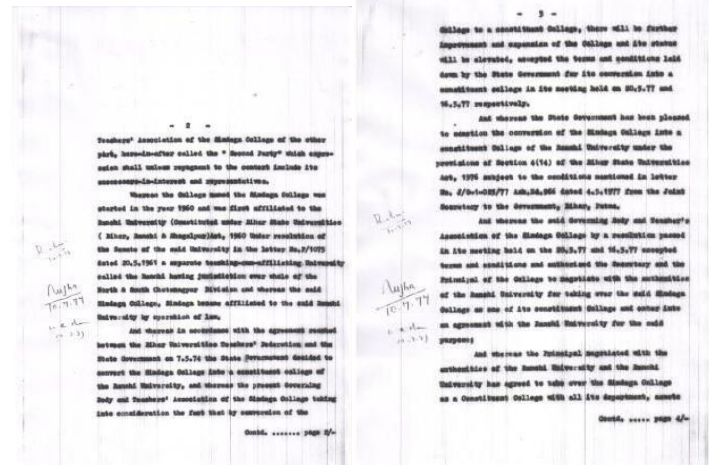 - 2 -
Teachers' Association of the Simdega College of the other
part, here-in-after called the " Second Party" which expre-
ssion shall unless repugnant to the context include its
successors-in-interest and representatives.
Whereas the College named the Simdega College was
started in the year 1960 and was first affiliated to the
Ranchi University (Constituted under Bihar State Universities
( Bihar, Ranchi & Bhagalpur)Act, 1960 Under resolution of
the Senate of the said University in the letter No.
dated 20.5.1961 a separate teaching-cum-affiliating University
called the Ranchi having jurisdiction over whole of the
North & South Chotanagpur Division and whereas the said
Simdega College, Simdega became affiliated to the said Ranchi
University by operation of law.
And whereas in accordance with the agreement reached
between the Bihar Universities Teachers' Federation and the
State Government on 7.5.76 the State Government decided to
convert the Simdega College into a constituent college of
the Ranchi University, and whereas the present Governing
Body and Teachers' Association of the Simdega College taking
into consideration the fact that by conversion of the
Contd. ........ page 3/-
10.9.77
- 3 -
College to a constituent College, there will be further
improvement and expansion of the College and its status
will be elevated, accepted the terms and conditions laid
down by the State Government for its conversion into a
constituent college in its meeting held on 20.5.77 and
16.5.77 respectively.
And whereas the State Government has been pleased
to sanction the conversion of the Simdega College into a
constituent College of the Ranchi University under the
provisions of Section 4(14) of the Bihar State Universities
Act, 1976 subject to the conditions mentioned in letter
dated 4.5.1977 from the Joint
Secretary to the Government, Bihar, Patna.
And whereas the said Governing Body and Teacher's
Association of the Simdega College by a resolution passed
in its meeting held on the 20.5.77 and 16.5.77 accepted
terms and conditions and authorised the Secretary and the
Principal of the College to negotiate with the authorities
of the Ranchi University for taking over the said Simdega
College as one of its constituent College and enter into
an agreement with the Ranchi University for the said
purpose;
And whereas the Principal negotiated with the
authorities of the Ranchi University and the Ranchi
University has agreed to take over the Simdega College
as a Constituent College with all its department, assets
Contd. ..... page 4/-
10.9.77